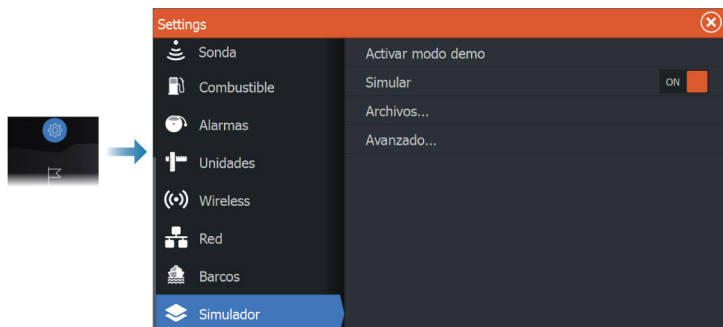 Settings
Sonda
Combustible
Alarmas
Unidades
Wireless
Red
Barcos
Simulador
Activar modo demo
Simular ON
Archivos...
Avanzado...